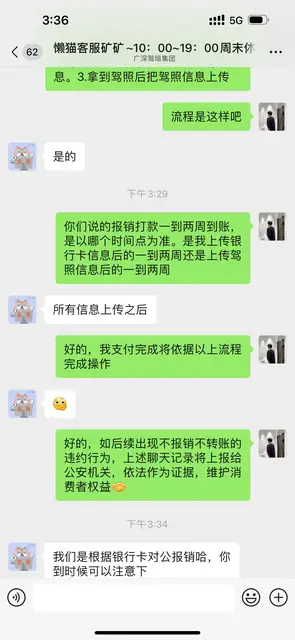 3:36
5G
62
懒猫客服矿矿~10：00~19：00周末休
广深驾培集团
息。3.拿到驾照后把驾照信息上传
流程是这样吧
是的
下午3:29
你们说的报销打款一到两周到账，
是以哪个时间点为准。是我上传银
行卡信息后的一到两周还是上传驾
照信息后的一到两周
所有信息上传之后
好的，我支付完成将依据以上流程
完成操作
好的，如后续出现不报销不转账的
违约行为，上述聊天记录将上报给
公安机关，依法作为证据，维护消
费者权益
下午3:34
我们是根据银行卡对公报销哈，你
到时候可以注意下